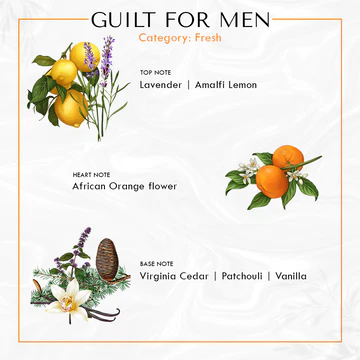 GUILT FOR MEN
Category: Fresh
TOP NOTE
Lavender | Amalfi Lemon
HEART NOTE
African Orange flower
BASE NOTE
Virginia Cedar | Patchouli | Vanilla